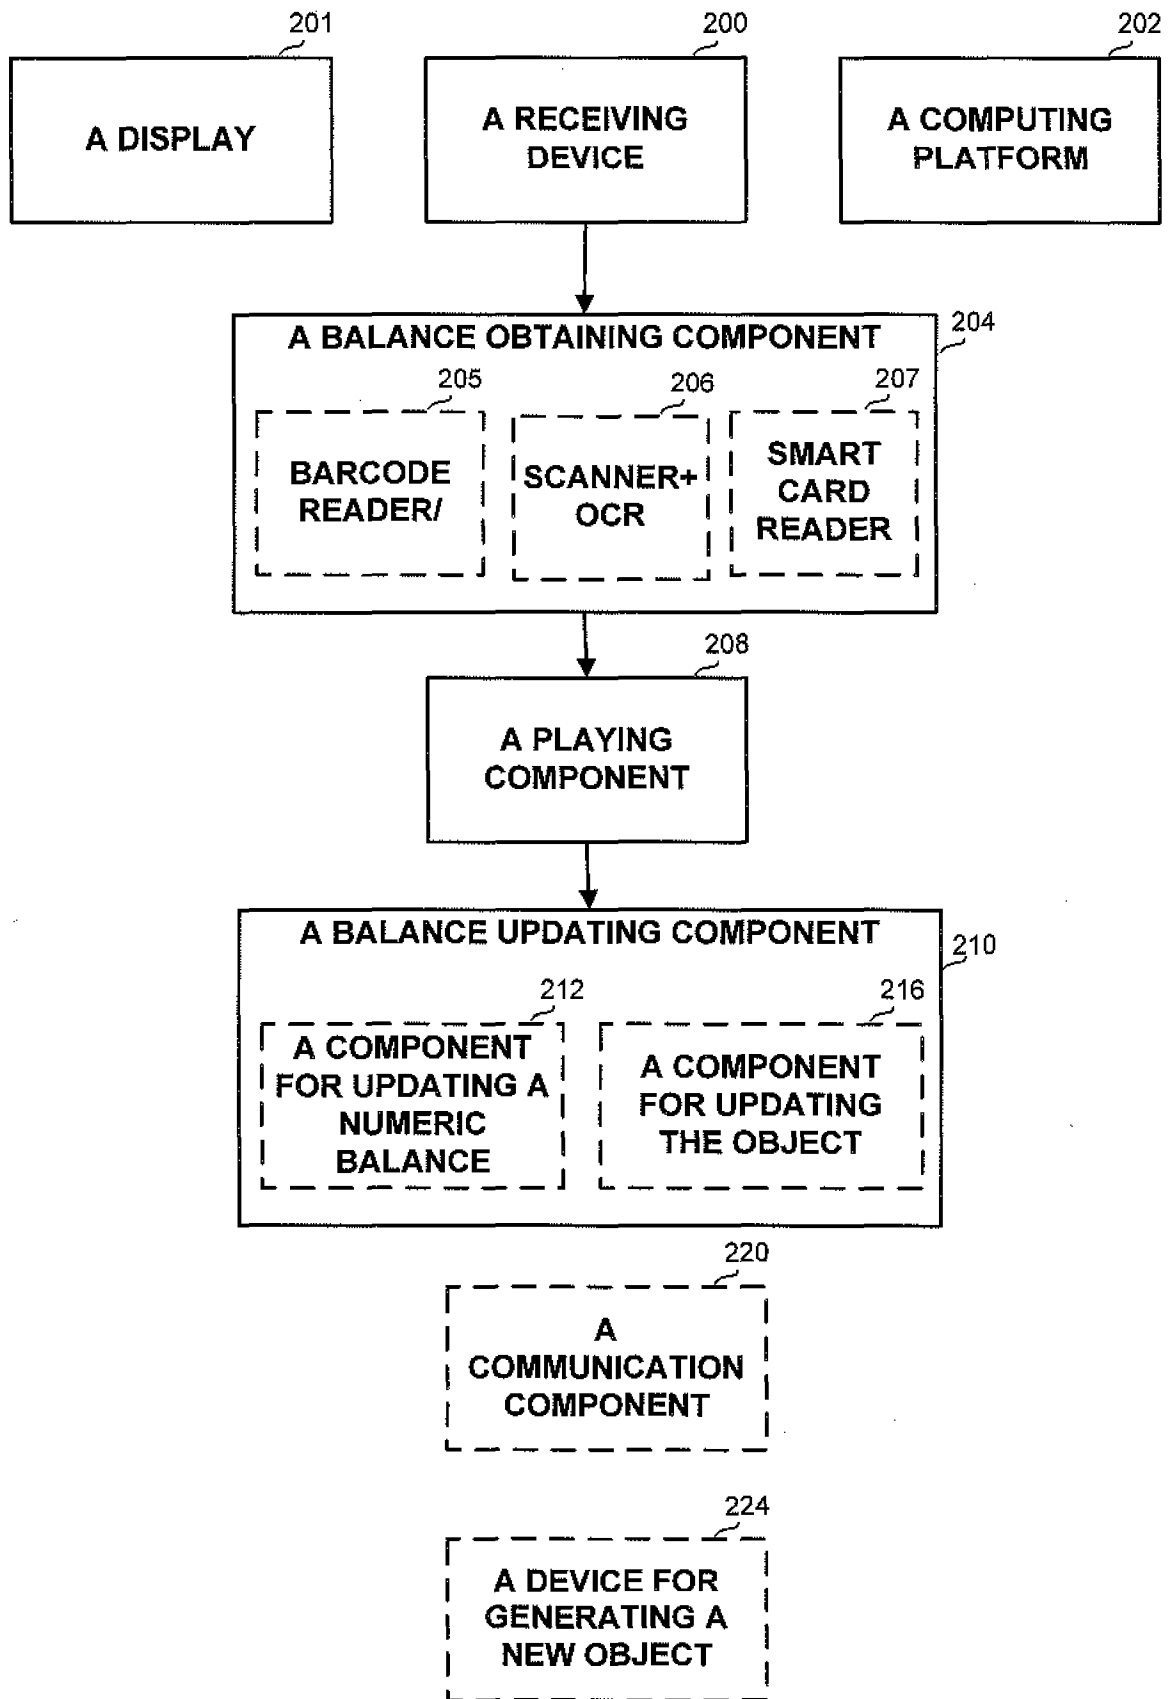 201
200
202
A DISPLAY
A RECEIVING
DEVICE
A COMPUTING
PLATFORM
A BALANCE OBTAINING COMPONENT
204
205
206
207
BARCODE
READER/
SCANNER+
OCR
SMART
CARD
READER
208
A PLAYING
COMPONENT
A BALANCE UPDATING COMPONENT
210
212
216
A COMPONENT
FOR UPDATING A
NUMERIC
BALANCE
A COMPONENT
FOR UPDATING
THE OBJECT
220
A
COMMUNICATION
COMPONENT
224
A DEVICE FOR
GENERATING A
NEW OBJECT